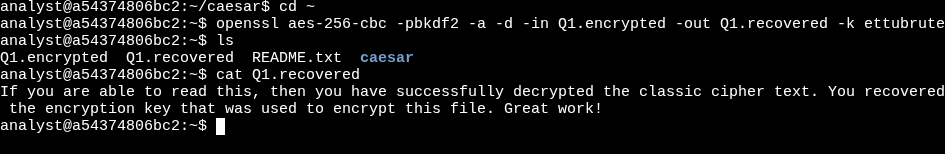 analyst@a54374806bc2:~/caesar$ cd ~
analyst@a54374806bc2:~$ openssl aes-256-cbc -pbkdf2 -a -d -in Q1.encrypted -out Q1.recovered -k ettubrute
analyst@a54374806bc2:~$ ls
Q1.encrypted  Q1.recovered  README.txt  caesar
analyst@a54374806bc2:~$ cat Q1.recovered
If you are able to read this, then you have successfully decrypted the classic cipher text. You recovered
 the encryption key that was used to encrypt this file. Great work!
analyst@a54374806bc2:~$